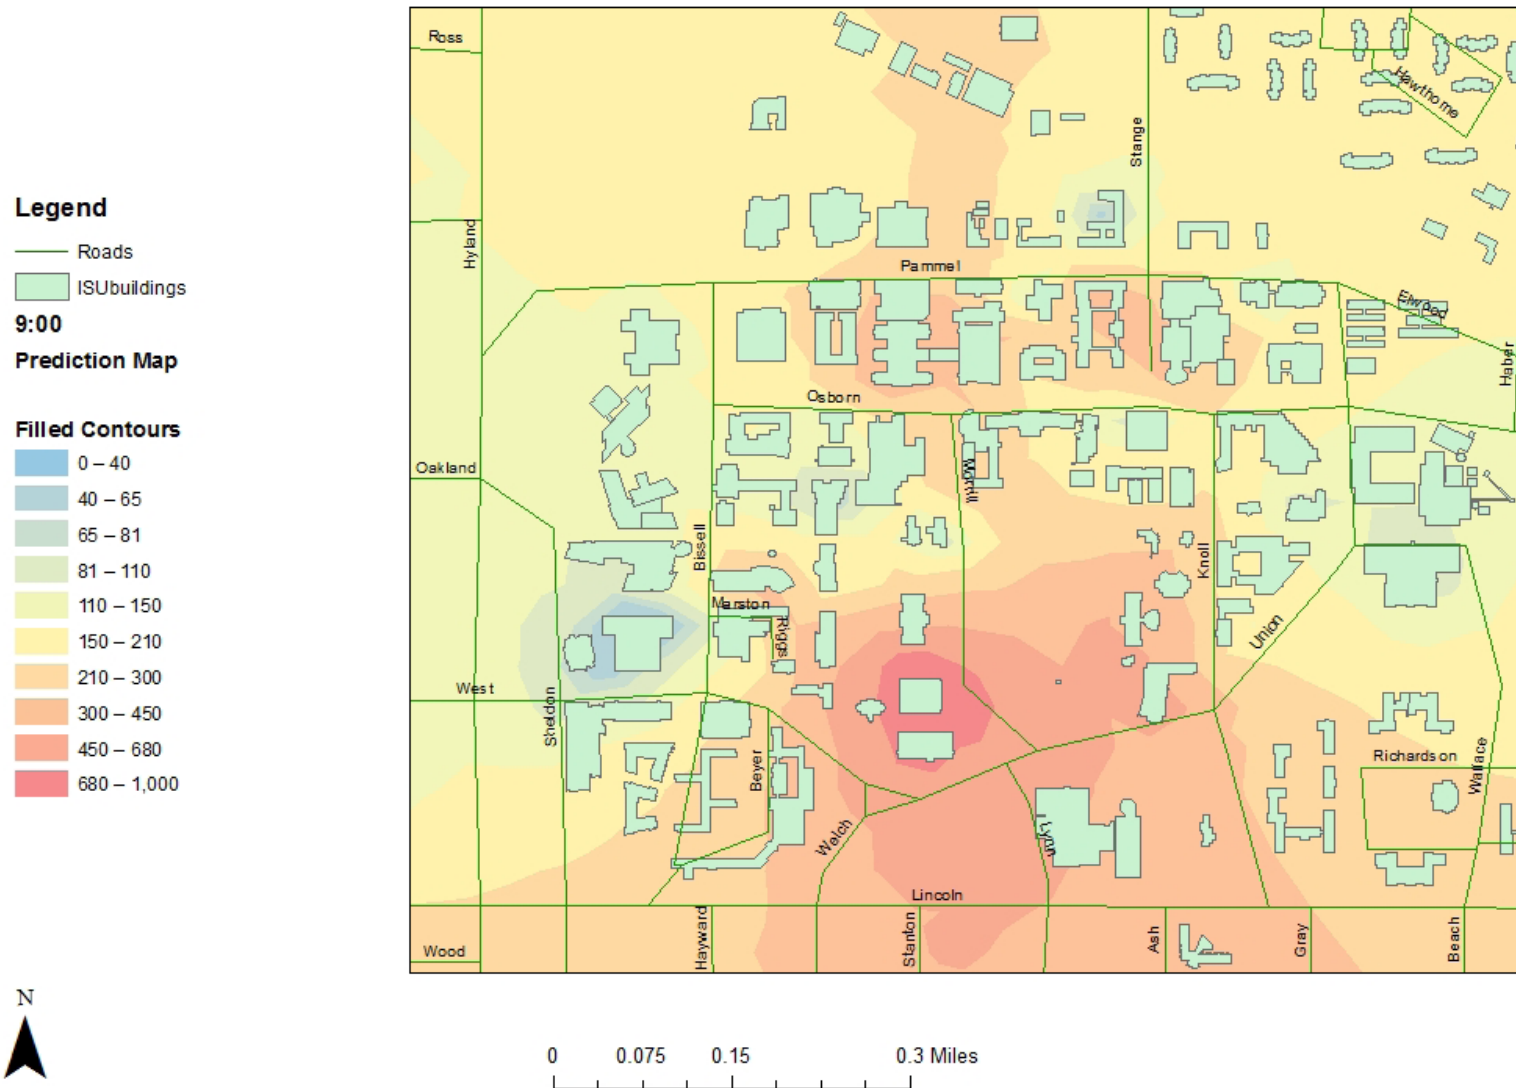 Legend
Roads
ISUbuildings
9:00
Prediction Map
Filled Contours
0 – 40
40 – 65
65 – 81
81 – 110
110 – 150
150 – 210
210 – 300
300 – 450
450 – 680
680 – 1,000
N
Ross
Hawthorne
Stange
Hyland
Pammel
Elwood
Haber
Osborn
Oakland
Morrill
Bissell
Knoll
Marston
Riggs
Union
West
Sheldon
Beyer
Richardson
Wallace
Welch
Lynn
Lincoln
Wood
Hayward
Stanton
Ash
Gray
Beach
0 0.075 0.15 0.3 Miles